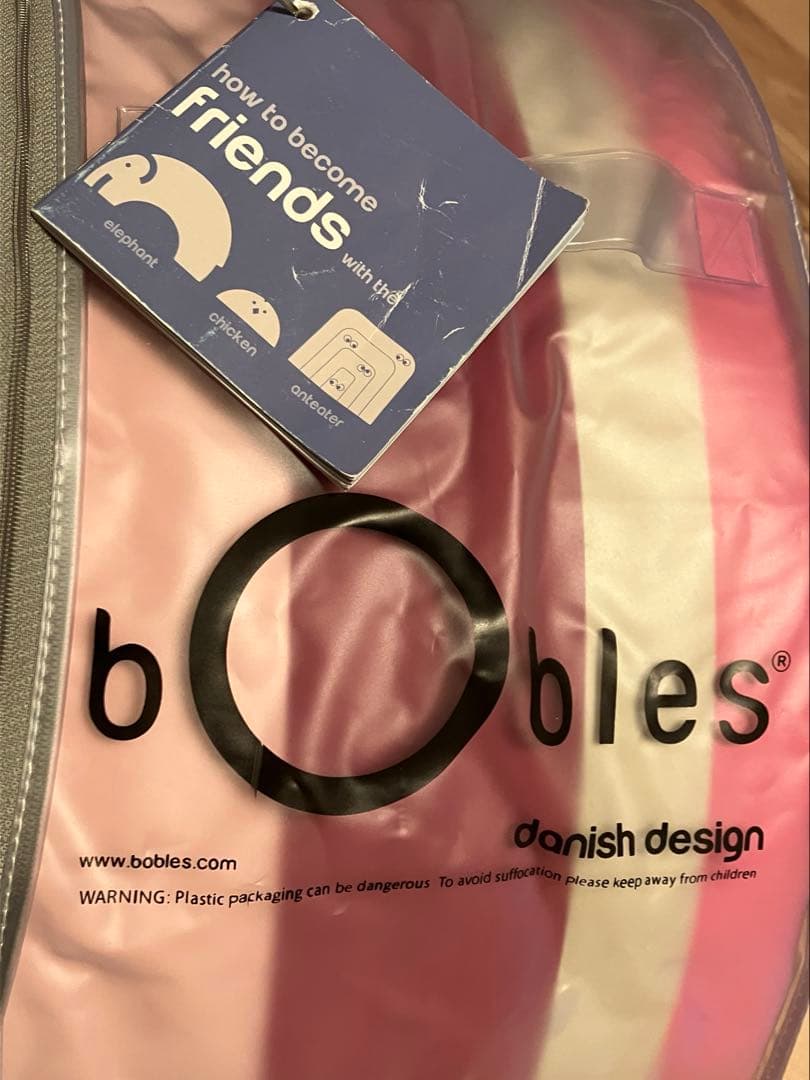 how to become
friends
with the
elephant
chicken
anteater
bobles®
danish design
www.bobles.com
WARNING: Plastic packaging can be dangerous To avoid suffocation please keep away from children